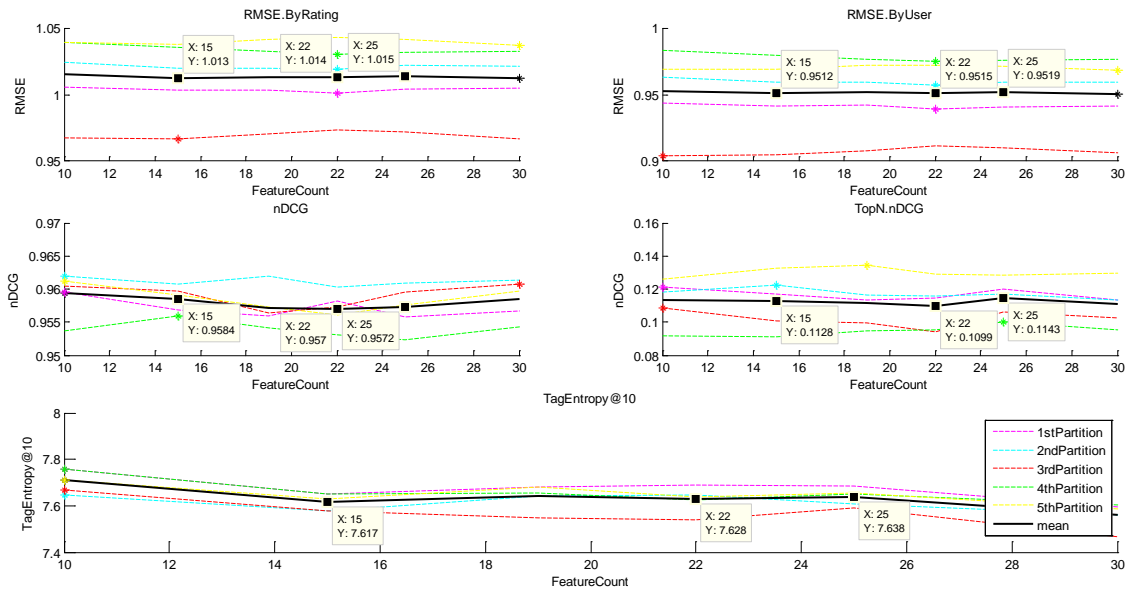 RMSE.ByRating
1.05
1
0.95
RMSE
X: 15
Y: 1.013
X: 22
Y: 1.014
X: 25
Y: 1.015
10 12 14 16 18 20 22 24 26 28 30
FeatureCount
RMSE.ByUser
1
0.95
0.9
RMSE
X: 15
Y: 0.9512
X: 22
Y: 0.9515
X: 25
Y: 0.9519
10 12 14 16 18 20 22 24 26 28 30
FeatureCount
nDCG
0.97
0.965
0.96
0.955
0.95
nDCG
X: 15
Y: 0.9584
X: 22
Y: 0.957
X: 25
Y: 0.9572
10 12 14 16 18 20 22 24 26 28 30
FeatureCount
TopN.nDCG
0.16
0.14
0.12
0.1
0.08
nDCG
X: 15
Y: 0.1128
X: 22
Y: 0.1099
X: 25
Y: 0.1143
10 12 14 16 18 20 22 24 26 28 30
FeatureCount
TagEntropy@10
8
7.8
7.6
7.4
TagEntropy@10
X: 15
Y: 7.617
X: 22
Y: 7.628
X: 25
Y: 7.638
1stPartition
2ndPartition
3rdPartition
4thPartition
5thPartition
mean
10 12 14 16 18 20 22 24 26 28 30
FeatureCount